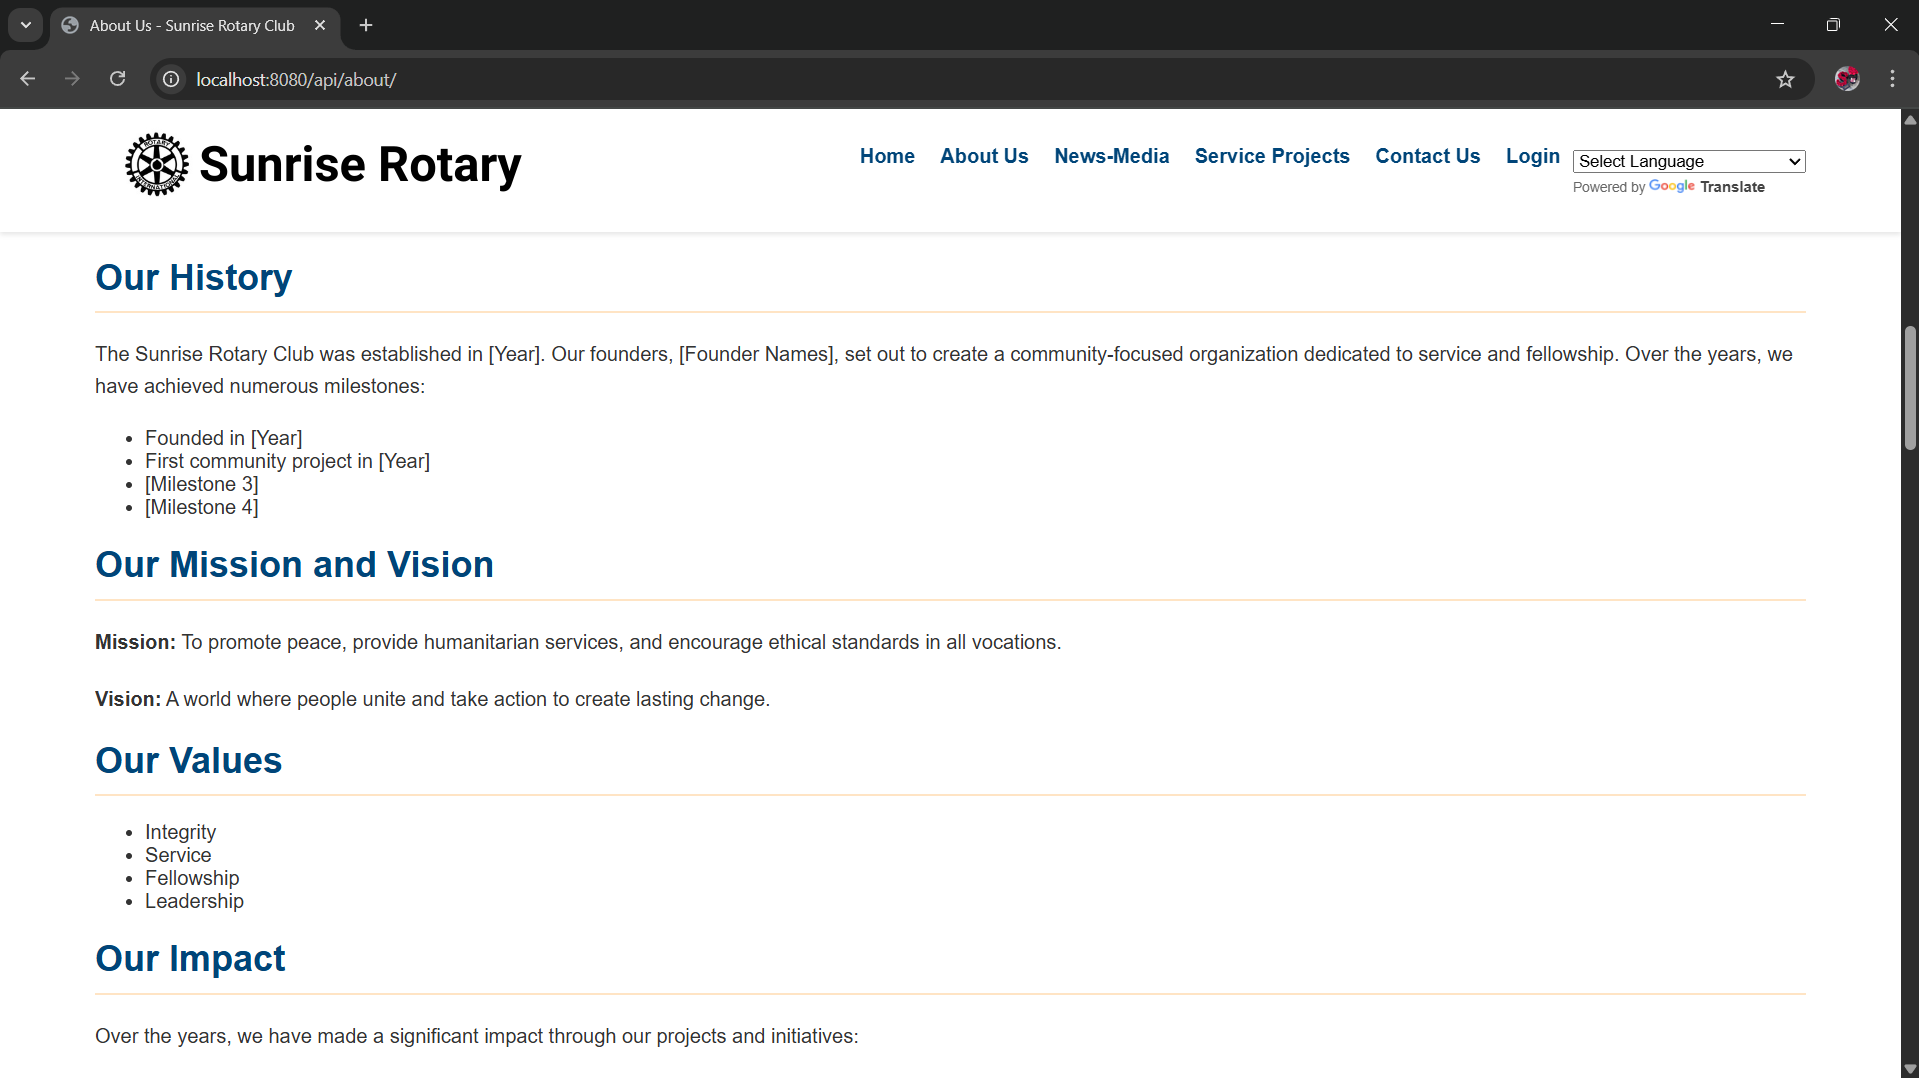 About Us - Sunrise Rotary Club
localhost:8080/api/about/
ROTARY
INTERNATIONAL
Sunrise Rotary
Home About Us News-Media Service Projects Contact Us Login Select Language
Powered by Google Translate
Our History
The Sunrise Rotary Club was established in [Year]. Our founders, [Founder Names], set out to create a community-focused organization dedicated to service and fellowship. Over the years, we
have achieved numerous milestones:
• Founded in [Year]
• First community project in [Year]
• [Milestone 3]
• [Milestone 4]
Our Mission and Vision
Mission: To promote peace, provide humanitarian services, and encourage ethical standards in all vocations.
Vision: A world where people unite and take action to create lasting change.
Our Values
• Integrity
• Service
• Fellowship
• Leadership
Our Impact
Over the years, we have made a significant impact through our projects and initiatives: